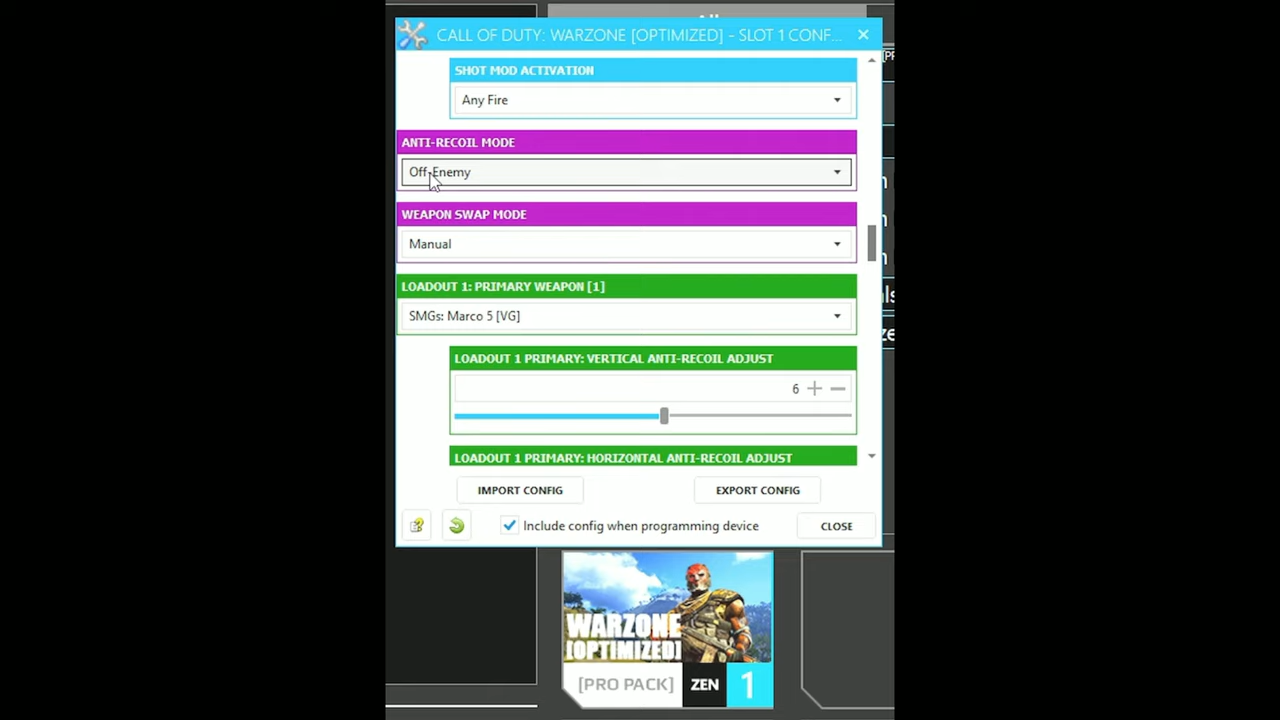 CALL OF DUTY: WARZONE [OPTIMIZED] - SLOT 1 CONF...
SHOT MOD ACTIVATION
Any Fire
ANTI-RECOIL MODE
Off-Enemy
WEAPON SWAP MODE
Manual
LOADOUT 1: PRIMARY WEAPON [1]
SMGs: Marco 5 [VG]
LOADOUT 1 PRIMARY: VERTICAL ANTI-RECOIL ADJUST
6
LOADOUT 1 PRIMARY: HORIZONTAL ANTI-RECOIL ADJUST
IMPORT CONFIG
EXPORT CONFIG
Include config when programming device
CLOSE
WARZONE
[OPTIMIZED]
[PRO PACK] ZEN 1